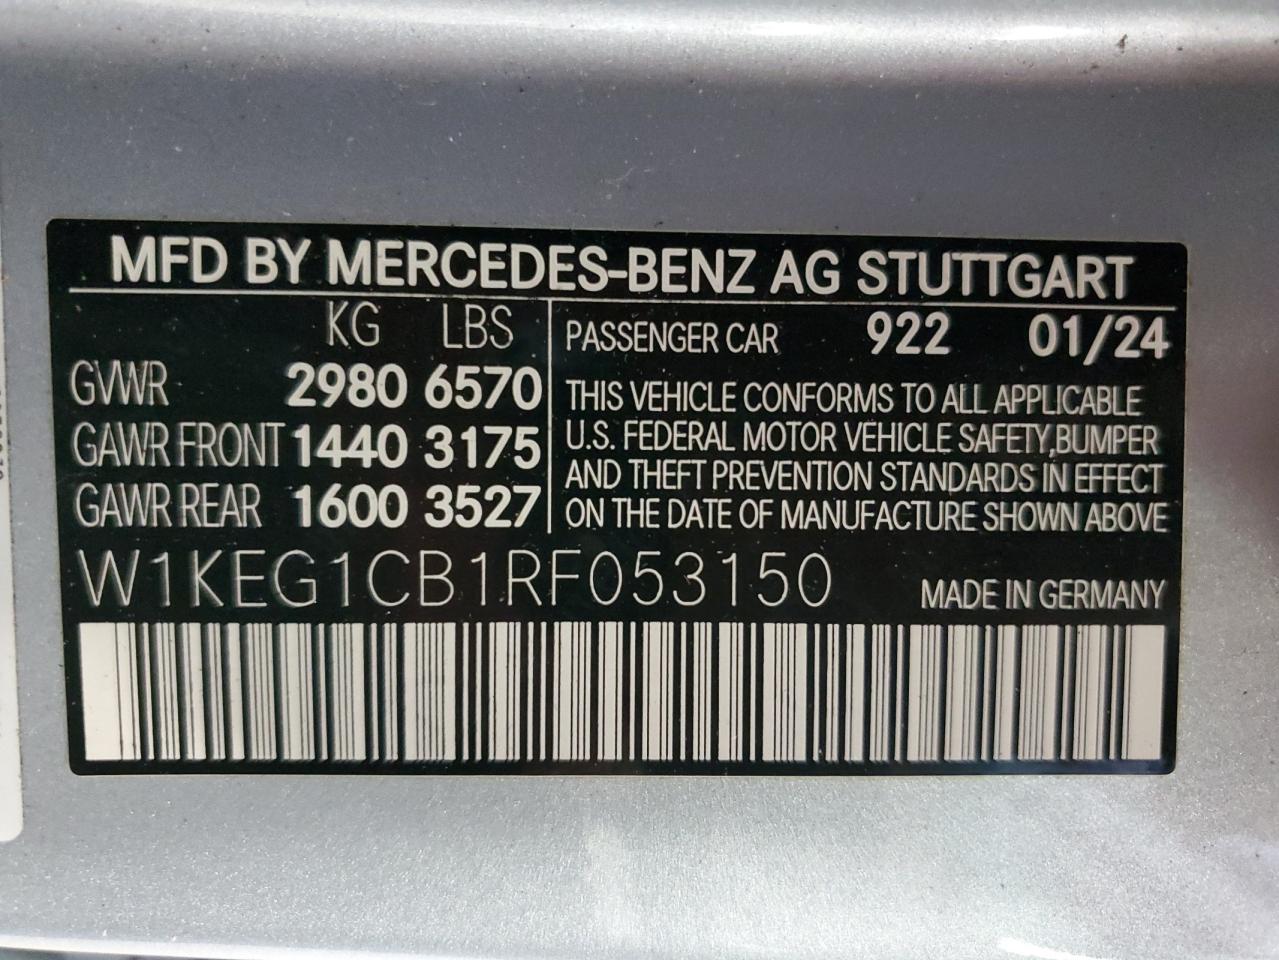 MFD BY MERCEDES-BENZ AG STUTTGART
KG LBS
GVWR 2980 6570
GAWR FRONT 1440 3175
GAWR REAR 1600 3527
PASSENGER CAR 922 01/24
THIS VEHICLE CONFORMS TO ALL APPLICABLE
U.S. FEDERAL MOTOR VEHICLE SAFETY,BUMPER
AND THEFT PREVENTION STANDARDS IN EFFECT
ON THE DATE OF MANUFACTURE SHOWN ABOVE
W1KEG1CB1RF053150
MADE IN GERMANY